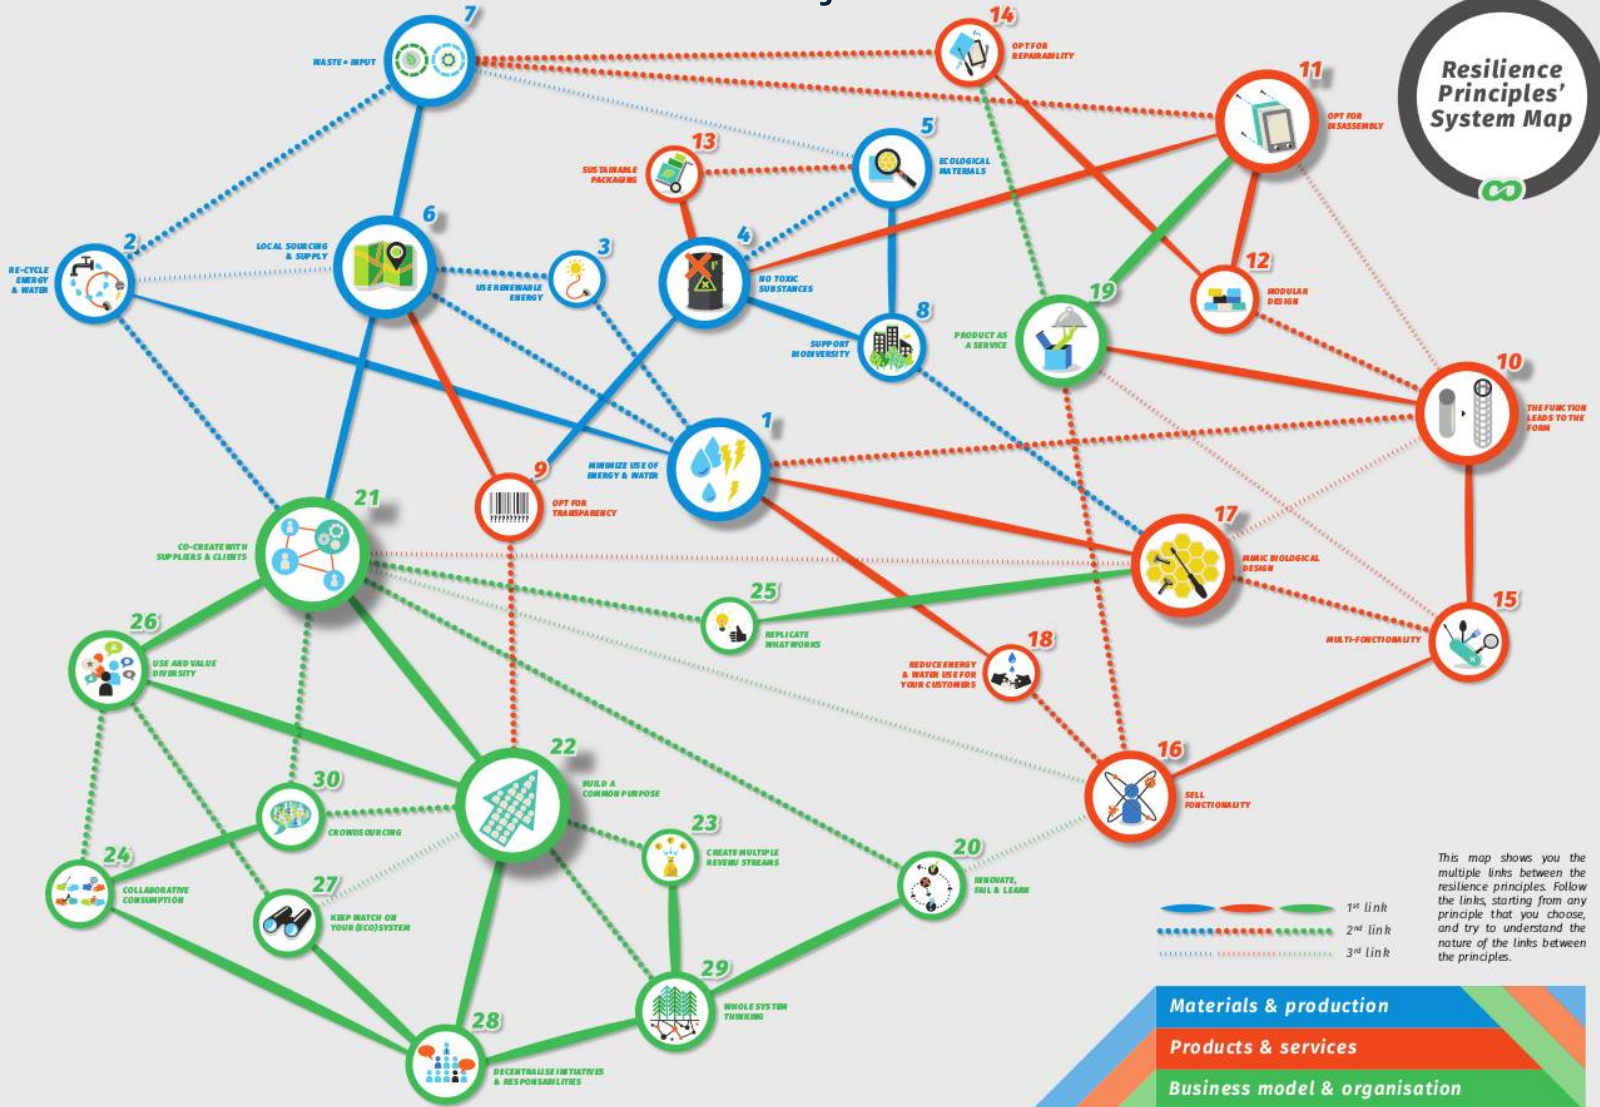 7
WASTE = INPUT
14
OPT FOR
REPAIRABILITY
11
OPT FOR
DISASSEMBLY
Resilience
Principles'
System Map
13
SUSTAINABLE
PACKAGING
5
ECOLOGICAL
MATERIALS
2
RE-CYCLE
ENERGY
& WATER
6
LOCAL SOURCING
& SUPPLY
3
USE RENEWABLE
ENERGY
4
NO TOXIC
SUBSTANCES
8
SUPPORT
BIODIVERSITY
19
PRODUCT AS
A SERVICE
12
MODULAR
DESIGN
10
THE FUNCTION
LEADS TO THE
FORM
1
MINIMIZE USE OF
ENERGY & WATER
9
??????????
OPT FOR
TRANSPARENCY
21
CO-CREATE WITH
SUPPLIERS & CLIENTS
17
MIMIC BIOLOGICAL
DESIGN
25
REPLICATE
WHAT WORKS
15
MULTI-FONCTIONALITY
26
USE AND VALUE
DIVERSITY
18
REDUCE ENERGY
& WATER USE FOR
YOUR CUSTOMERS
22
BUILD A
COMMON PURPOSE
16
SELL
FONCTIONALITY
30
CROWDSOURCING
23
CREATE MULTIPLE
REVENU STREAMS
24
COLLABORATIVE
CONSUMPTION
27
KEEP WATCH ON
YOUR (ECO)SYSTEM
20
INNOVATE,
FAIL & LEARN
29
WHOLE SYSTEM
THINKING
28
DECENTRALISE INITIATIVES
& RESPONSABILITIES
1st link
2nd link
3rd link
This map shows you the
multiple links between the
resilience principles. Follow
the links, starting from any
principle that you choose,
and try to understand the
nature of the links between
the principles.
Materials & production
Products & services
Business model & organisation